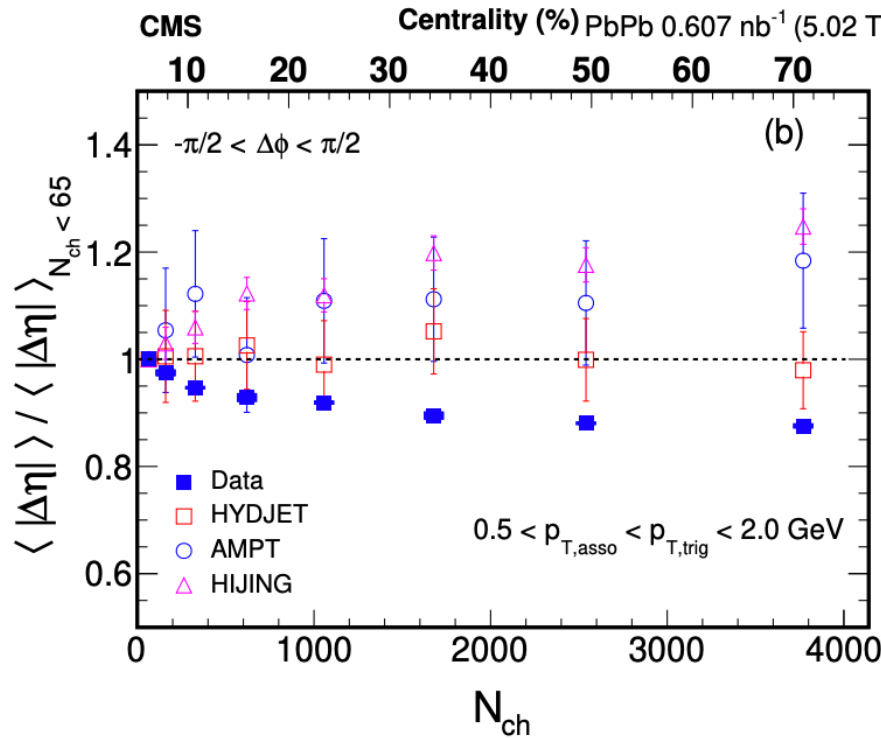 CMS
Centrality (%) PbPb 0.607 nb⁻¹ (5.02 T
10 20 30 40 50 60 70
-π/2 < Δϕ < π/2
(b)
⟨ |Δη| ⟩ / ⟨ |Δη| ⟩ N_ch < 65
1.4
1.2
1
0.8
0.6
Data
HYDJET
AMPT
HIJING
0.5 < p_T,asso < p_T,trig < 2.0 GeV
0 1000 2000 3000 4000
N_ch